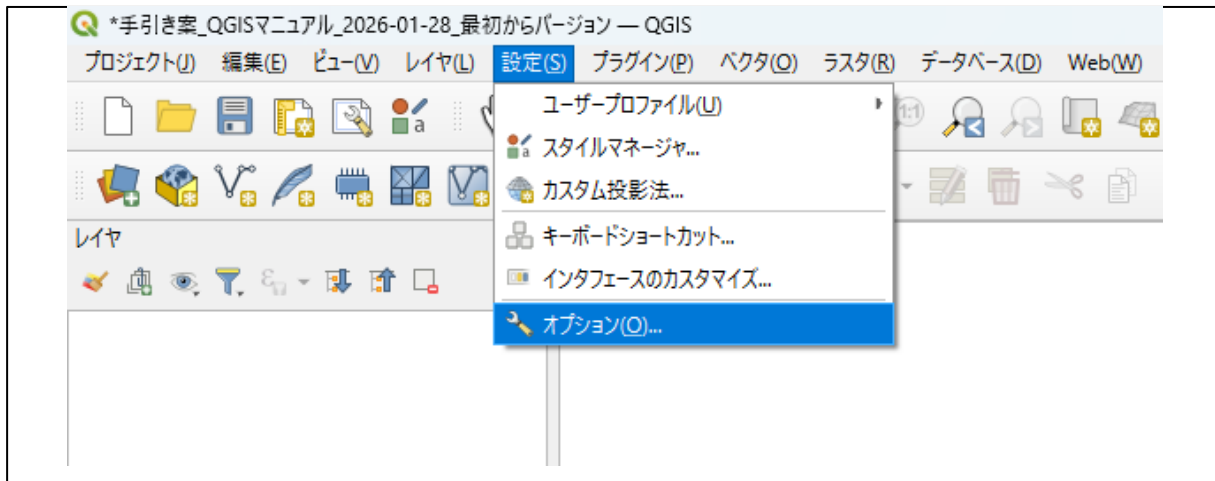 *手引き案_QGISマニュアル_2026-01-28_最初からバージョン — QGIS
プロジェクト(J) 編集(E) ビュー(V) レイヤ(L) 設定(S) プラグイン(P) ベクタ(O) ラスタ(R) データベース(D) Web(W)
ユーザープロファイル(U)
1:1
スタイルマネージャ...
カスタム投影法...
レイヤ
キーボードショートカット...
インタフェースのカスタマイズ...
オプション(O)...